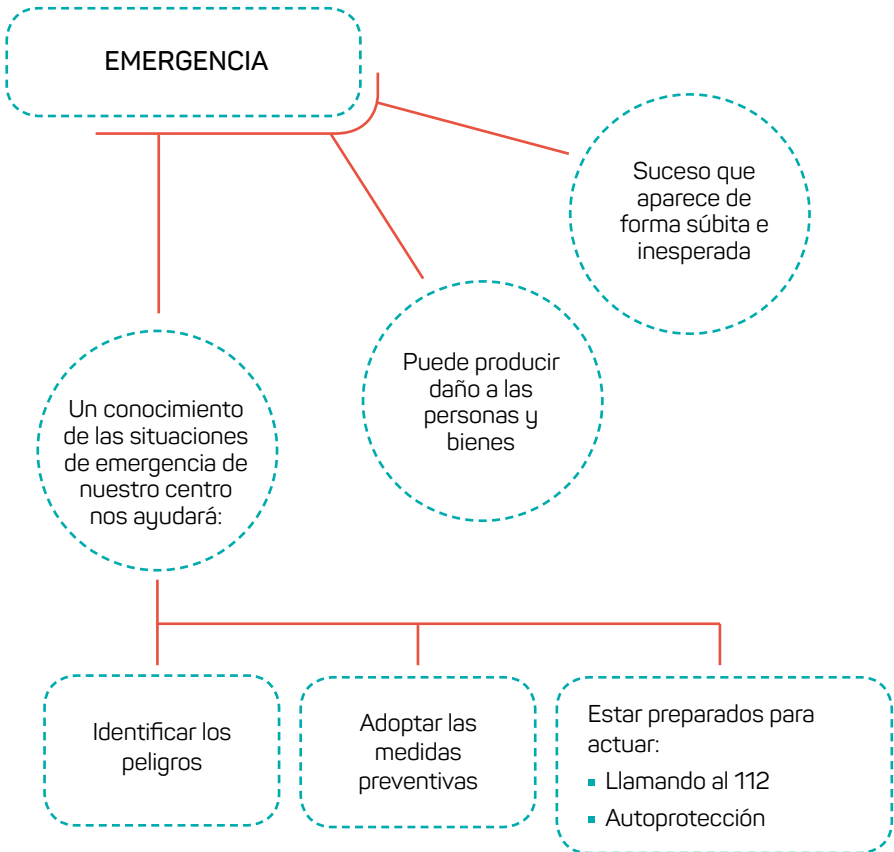 EMERGENCIA
Suceso que
aparece de
forma súbita e
inesperada
Puede producir
daño a las
personas y
bienes
Un conocimiento
de las situaciones
de emergencia de
nuestro centro
nos ayudará:
Identificar los
peligros
Adoptar las
medidas
preventivas
Estar preparados para
actuar:
▪ Llamando al 112
▪ Autoprotección